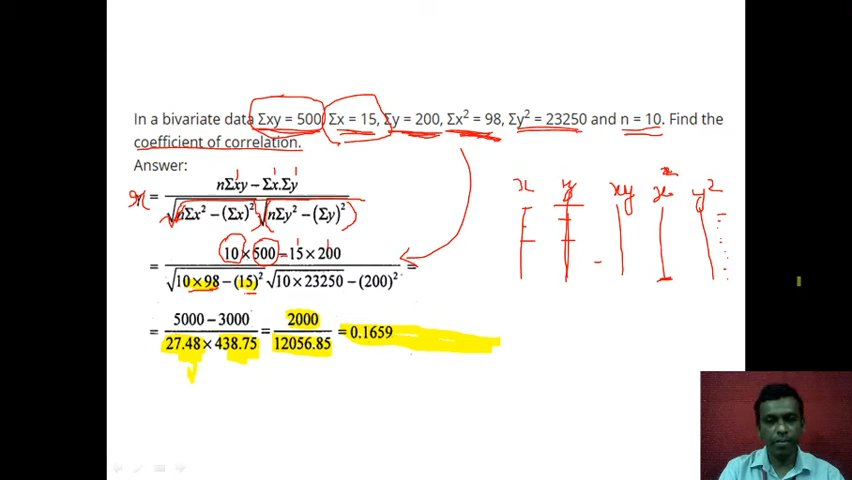 In a bivariate data Σxy = 500, Σx = 15, Σy = 200, Σx² = 98, Σy² = 23250 and n = 10. Find the
coefficient of correlation.
Answer:
r = nΣxy − Σx.Σy / √nΣx² − (Σx)² √nΣy² − (Σy)²
= 10 × 500 − 15 × 200 / √10 × 98 − (15)² √10 × 23250 − (200)² =
= 5000 − 3000 / 27.48 × 438.75 = 2000 / 12056.85 = 0.1659
x y xy x² y²